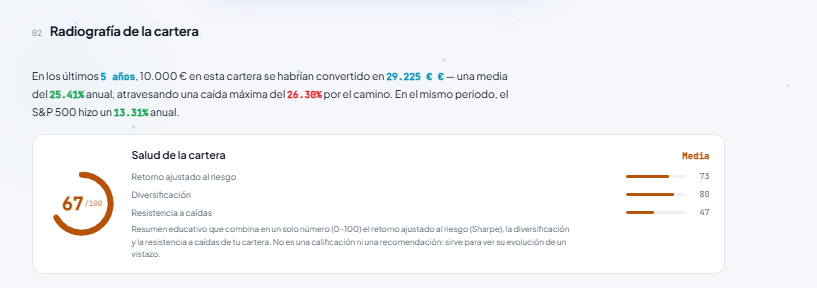 02 Radiografía de la cartera
En los últimos 5 años, 10.000 € en esta cartera se habrían convertido en 29.225 € € — una media
del 25.41% anual, atravesando una caída máxima del 26.30% por el camino. En el mismo periodo, el
S&P 500 hizo un 13.31% anual.
Salud de la cartera Media
67/100
Retorno ajustado al riesgo 73
Diversificación 80
Resistencia a caídas 47
Resumen educativo que combina en un solo número (0–100) el retorno ajustado al riesgo (Sharpe), la diversificación
y la resistencia a caídas de tu cartera. No es una calificación ni una recomendación: sirve para ver su evolución de un
vistazo.